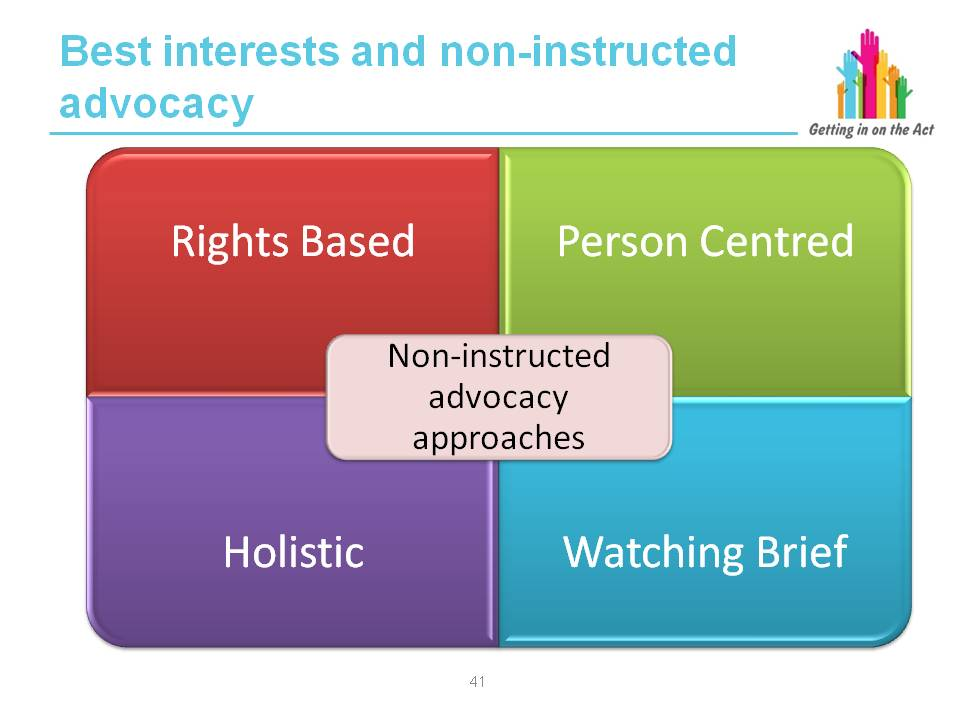 Best interests and non-instructed
advocacy
Getting in on the Act
Rights Based
Person Centred
Non-instructed
advocacy
approaches
Holistic
Watching Brief
41